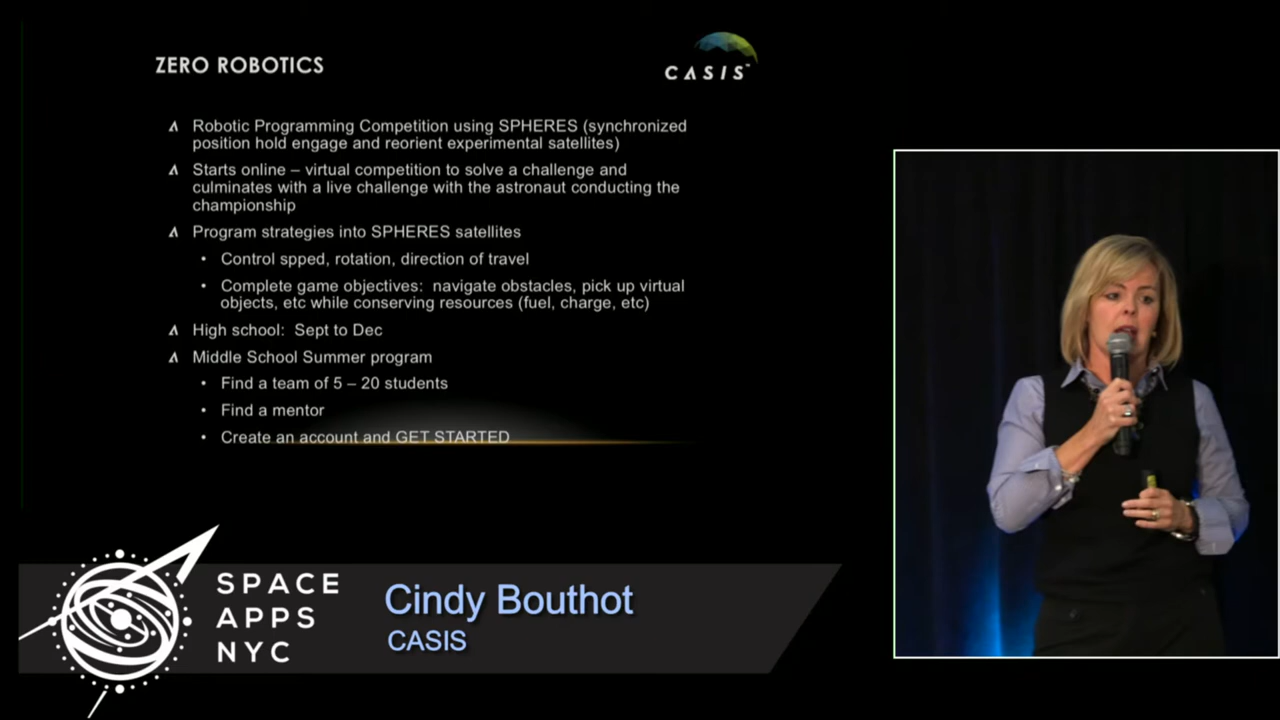 ZERO ROBOTICS
CASIS
Robotic Programming Competition using SPHERES (synchronized
position hold engage and reorient experimental satellites)
Starts online – virtual competition to solve a challenge and
culminates with a live challenge with the astronaut conducting the
championship
Program strategies into SPHERES satellites
• Control spped, rotation, direction of travel
• Complete game objectives: navigate obstacles, pick up virtual
objects, etc while conserving resources (fuel, charge, etc)
High school: Sept to Dec
Middle School Summer program
• Find a team of 5 – 20 students
• Find a mentor
• Create an account and GET STARTED
SPACE
APPS
NYC
Cindy Bouthot
CASIS